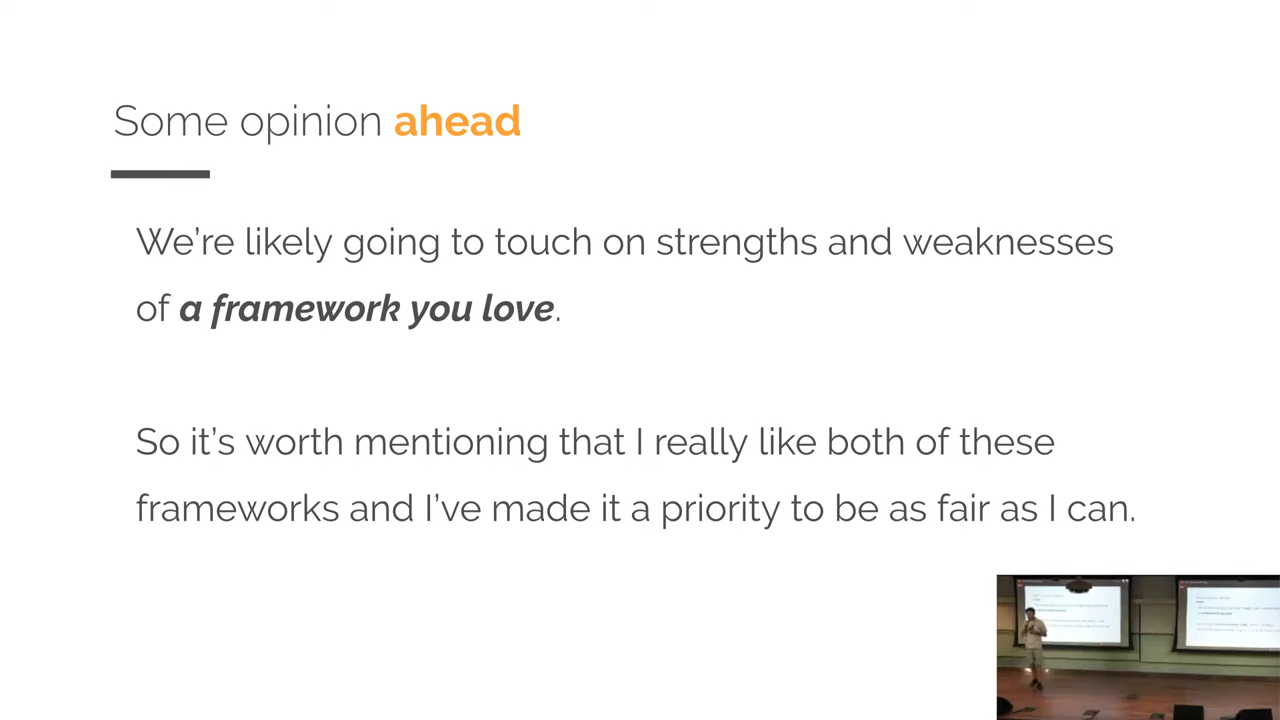 Some opinion ahead
We’re likely going to touch on strengths and weaknesses
of a framework you love.
So it’s worth mentioning that I really like both of these
frameworks and I’ve made it a priority to be as fair as I can.